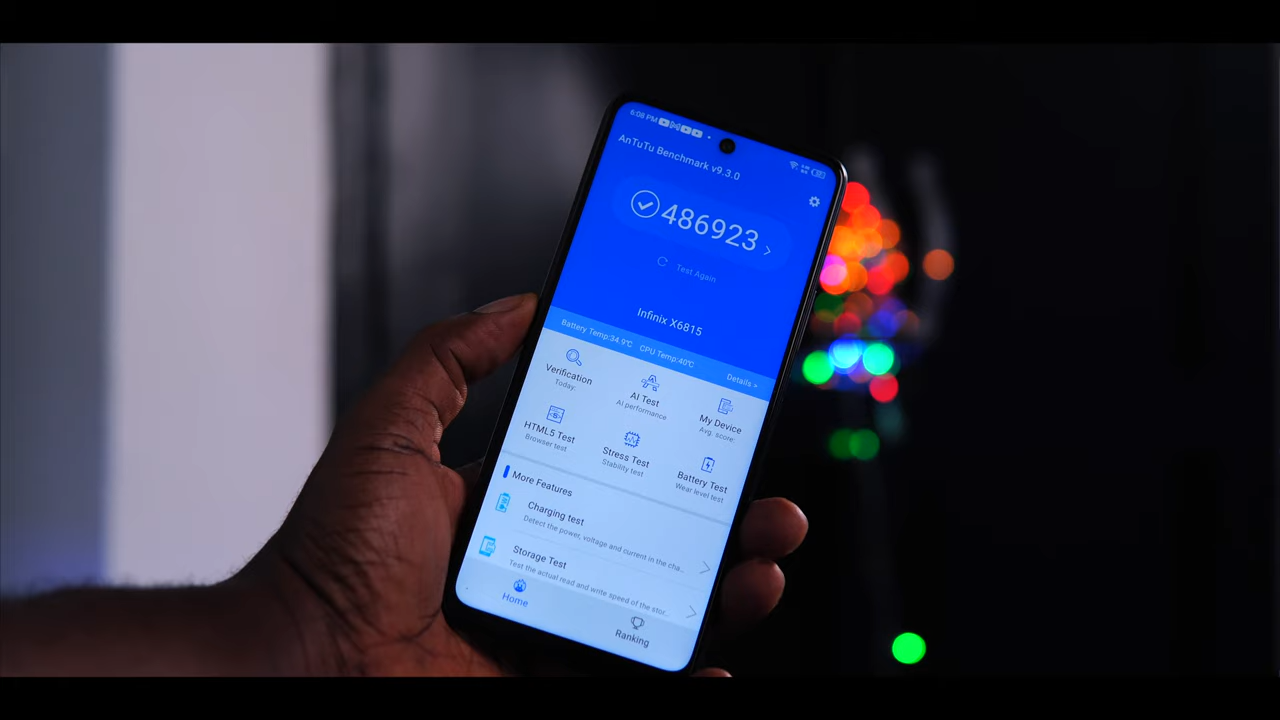 6:08 PM
AnTuTu Benchmark v9.3.0
486923
Test Again
Infinix X6815
Battery Temp:34.9℃ CPU Temp:40℃ Details >
Verification
Today:
AI Test
AI performance
My Device
Avg. score:
HTML5 Test
Browser test
Stress Test
Stability test
Battery Test
Wear level test
More Features
Charging test
Detect the power, voltage and current in the cha..
Storage Test
Test the actual read and write speed of the stor..
Home
Ranking